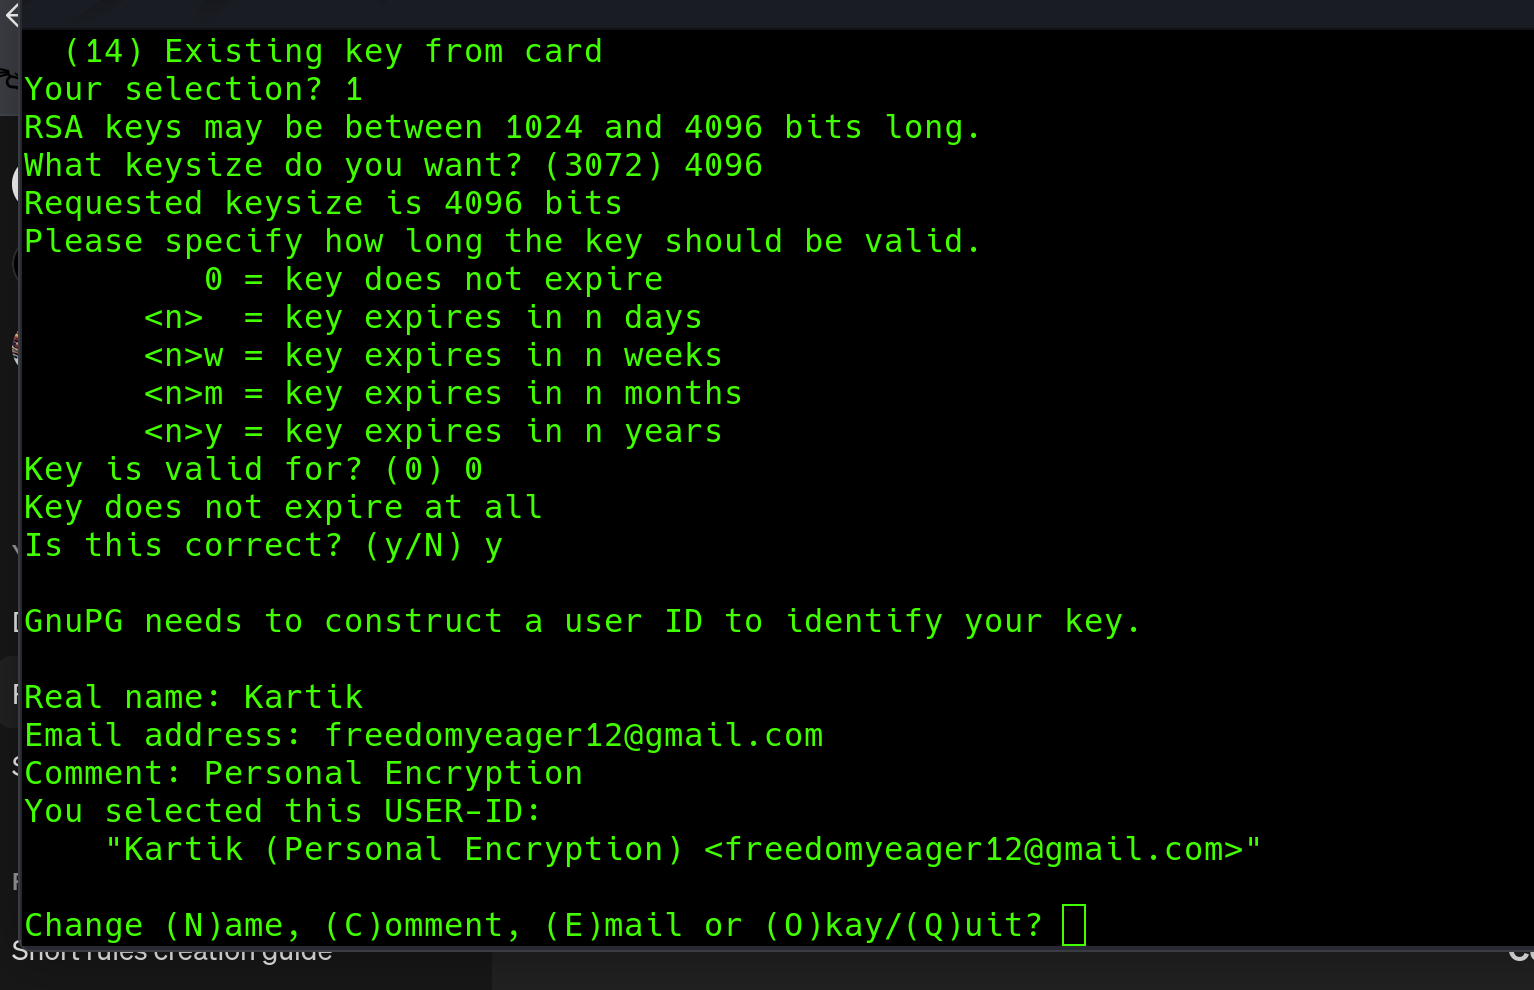 (14) Existing key from card
Your selection? 1
RSA keys may be between 1024 and 4096 bits long.
What keysize do you want? (3072) 4096
Requested keysize is 4096 bits
Please specify how long the key should be valid.
0 = key does not expire
<n>  = key expires in n days
<n>w = key expires in n weeks
<n>m = key expires in n months
<n>y = key expires in n years
Key is valid for? (0) 0
Key does not expire at all
Is this correct? (y/N) y
GnuPG needs to construct a user ID to identify your key.
Real name: Kartik
Email address: freedomyeager12@gmail.com
Comment: Personal Encryption
You selected this USER-ID:
"Kartik (Personal Encryption) <freedomyeager12@gmail.com>"
Change (N)ame, (C)omment, (E)mail or (O)kay/(Q)uit?
Short rules creation guide